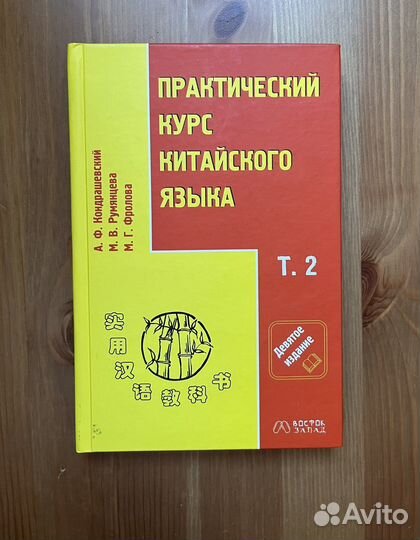 ПРАКТИЧЕСКИЙ
КУРС
КИТАЙСКОГО
ЯЗЫКА
А. Ф. Кондрашевский
М. В. Румянцева
М. Г. Фролова
Т. 2
Девятое
издание
实用汉语教科书
ВОСТОК
ЗАПАД
Avito